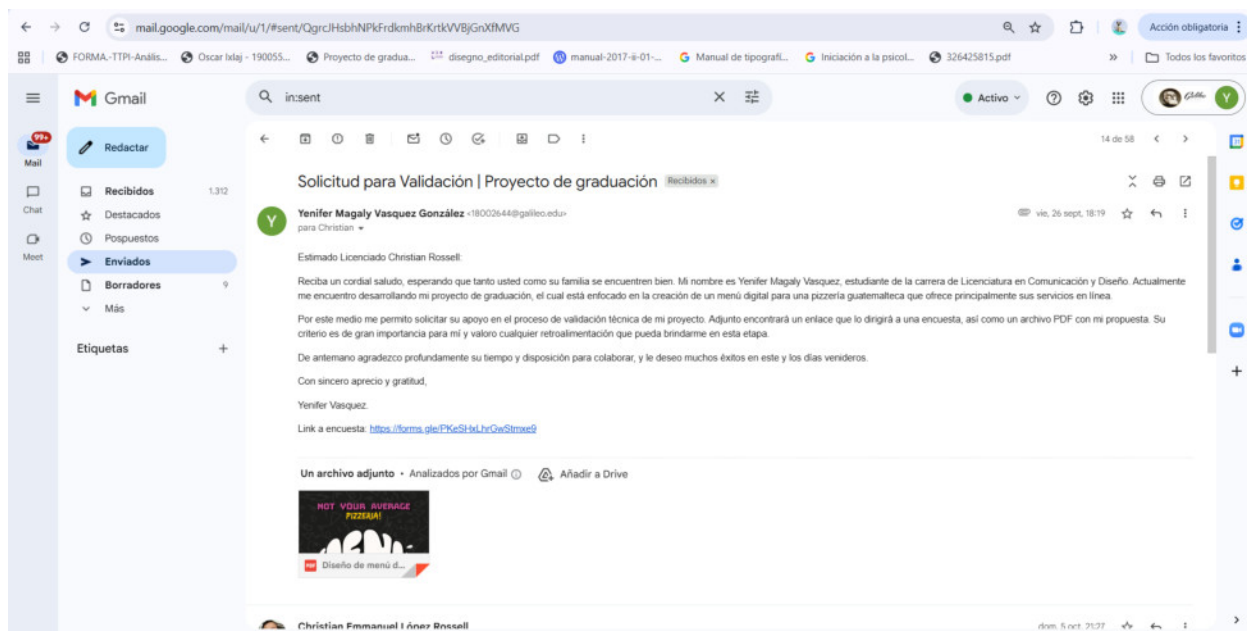 mail.google.com/mail/u/1/#sent/QgrcJHsbhNPkFrdkmhBrKrtkVVBjGnXfMVG
Acción obligatoria
FORMA.-TTPI-Anális...
Oscar Ixlaj - 190055...
Proyecto de gradua...
disegno_editorial.pdf
manual-2017-ii-01-...
Manual de tipografí...
Iniciación a la psicol...
326425815.pdf
»
Todos los favoritos
Gmail
in:sent
Activo
Galileo
Y
99+
Mail
Redactar
14 de 58
Chat
Recibidos 1.312
Destacados
Meet
Pospuestos
Enviados
Borradores 9
Más
Etiquetas +
Solicitud para Validación | Proyecto de graduación Recibidos x
Y
Yenifer Magaly Vasquez González <18002644@galileo.edu>
vie, 26 sept, 18:19
para Christian
Estimado Licenciado Christian Rossell:
Reciba un cordial saludo, esperando que tanto usted como su familia se encuentren bien. Mi nombre es Yenifer Magaly Vasquez, estudiante de la carrera de Licenciatura en Comunicación y Diseño. Actualmente
me encuentro desarrollando mi proyecto de graduación, el cual está enfocado en la creación de un menú digital para una pizzería guatemalteca que ofrece principalmente sus servicios en línea.
Por este medio me permito solicitar su apoyo en el proceso de validación técnica de mi proyecto. Adjunto encontrará un enlace que lo dirigirá a una encuesta, así como un archivo PDF con mi propuesta. Su
criterio es de gran importancia para mí y valoro cualquier retroalimentación que pueda brindarme en esta etapa.
De antemano agradezco profundamente su tiempo y disposición para colaborar, y le deseo muchos éxitos en este y los días venideros.
Con sincero aprecio y gratitud,
Yenifer Vasquez.
Link a encuesta: https://forms.gle/PKeSHxLhrGwStmxe9
Un archivo adjunto • Analizados por Gmail
Añadir a Drive
NOT YOUR AVERAGE
PIZZERJA!
MENU
PDF Diseño de menú d...
Christian Emmanuel López Rossell
dom, 5 oct, 21:27